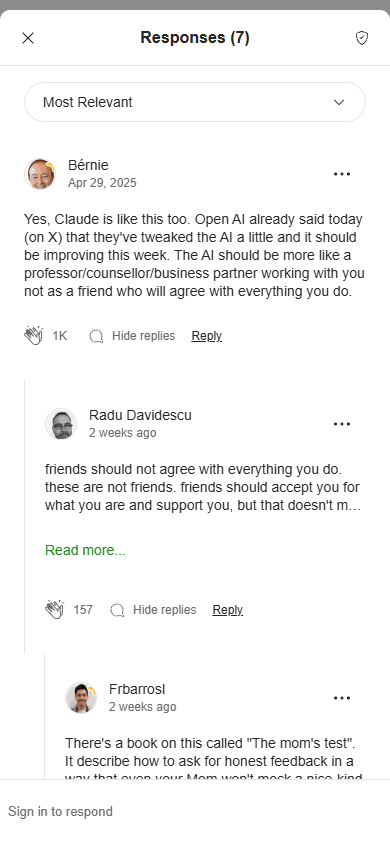 Responses (7)
Most Relevant
Bérnie
Apr 29, 2025
Yes, Claude is like this too. Open AI already said today
(on X) that they've tweaked the AI a little and it should
be improving this week. The AI should be more like a
professor/counsellor/business partner working with you
not as a friend who will agree with everything you do.
1K Hide replies Reply
Radu Davidescu
2 weeks ago
friends should not agree with everything you do.
these are not friends. friends should accept you for
what you are and support you, but that doesn't m...
Read more...
157 Hide replies Reply
Frbarrosl
2 weeks ago
There's a book on this called "The mom's test".
It describe how to ask for honest feedback in a
way that even your Mom won't mock a nice-kind
Sign in to respond